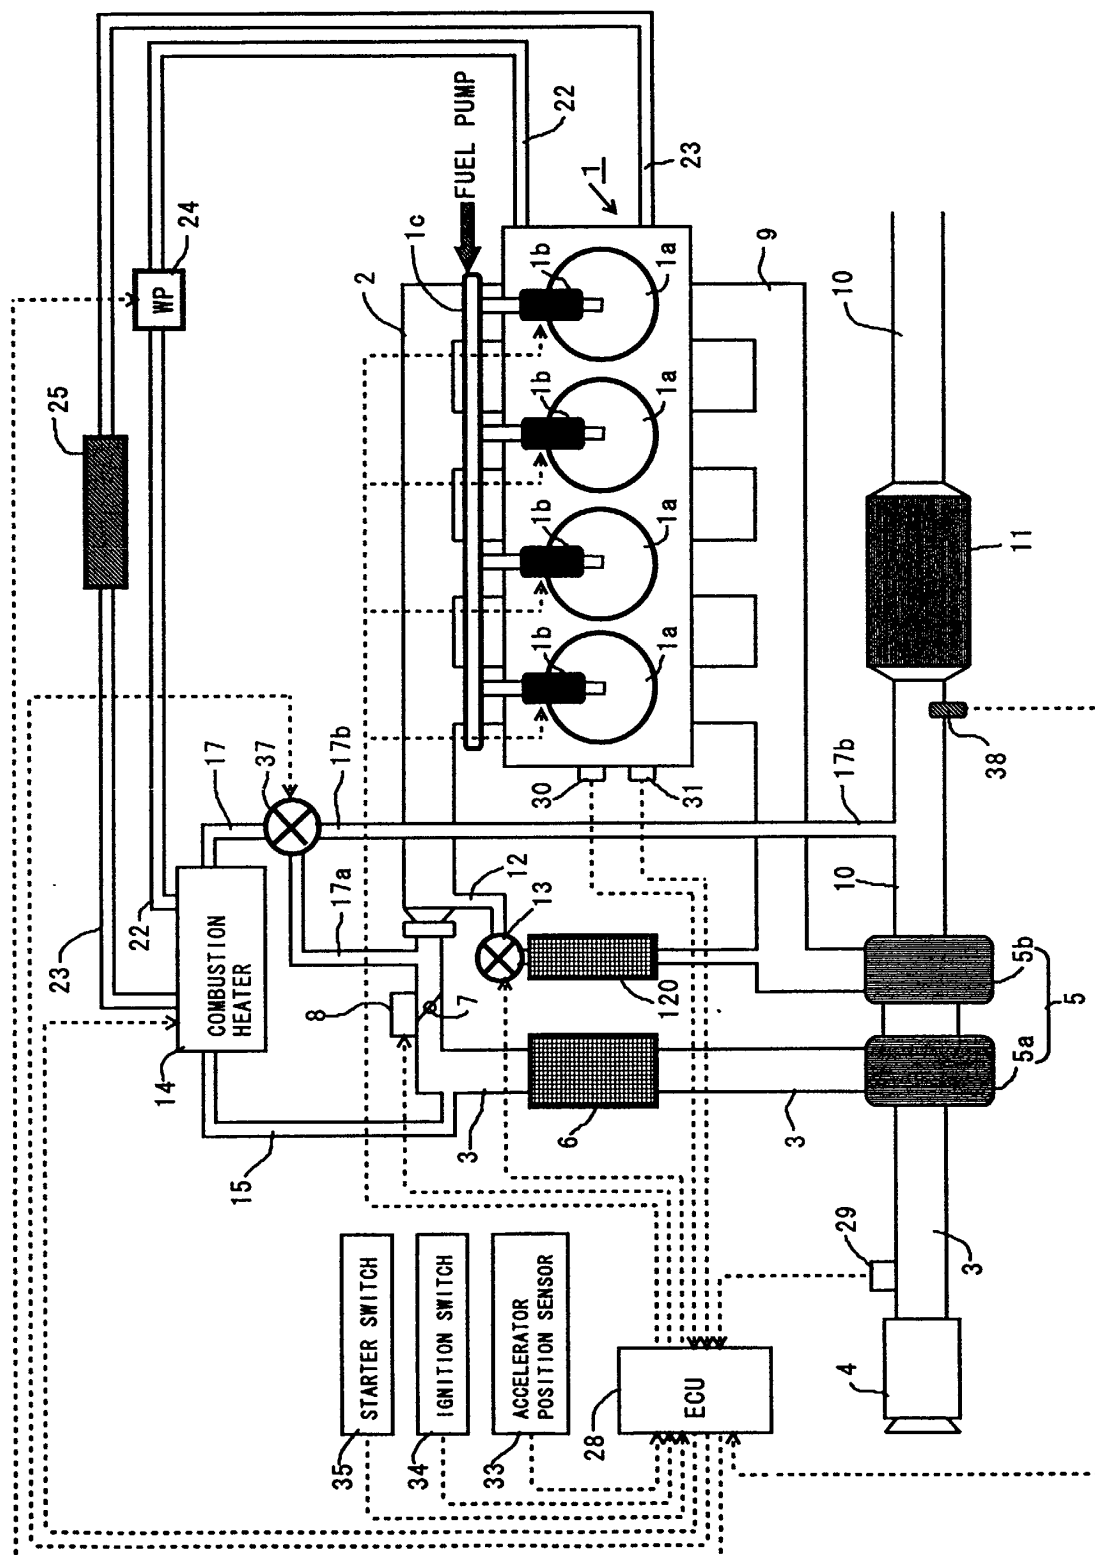 23
22
WP
24
25
FUEL PUMP
22
23
1
2
1c
1b
1b
1b
1b
1a
1a
1a
1a
9
10
11
38
17
37
17b
17b
17a
12
13
30
31
10
23
22
COMBUSTION
HEATER
14
15
8
7
3
6
120
5b
5a
5
3
3
29
4
35
STARTER SWITCH
34
IGNITION SWITCH
33
ACCELERATOR
POSITION SENSOR
28
ECU